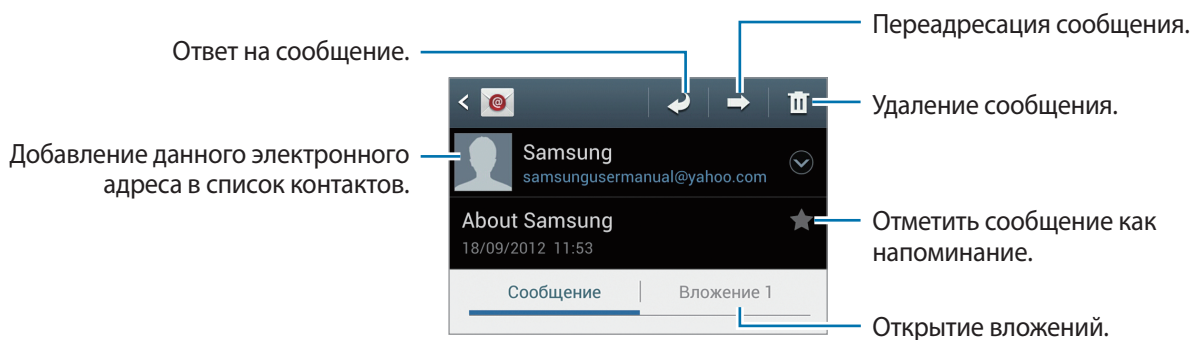 Переадресация сообщения.
Ответ на сообщение.
Удаление сообщения.
Добавление данного электронного
адреса в список контактов.
Samsung
samsungusermanual@yahoo.com
About Samsung
18/09/2012 11:53
Отметить сообщение как
напоминание.
Сообщение
Вложение 1
Открытие вложений.